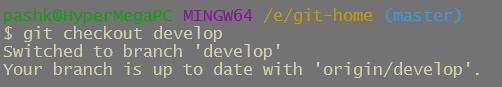 pashk@HyperMegaPC MINGW64 /e/git-home (master)
$ git checkout develop
Switched to branch 'develop'
Your branch is up to date with 'origin/develop'.